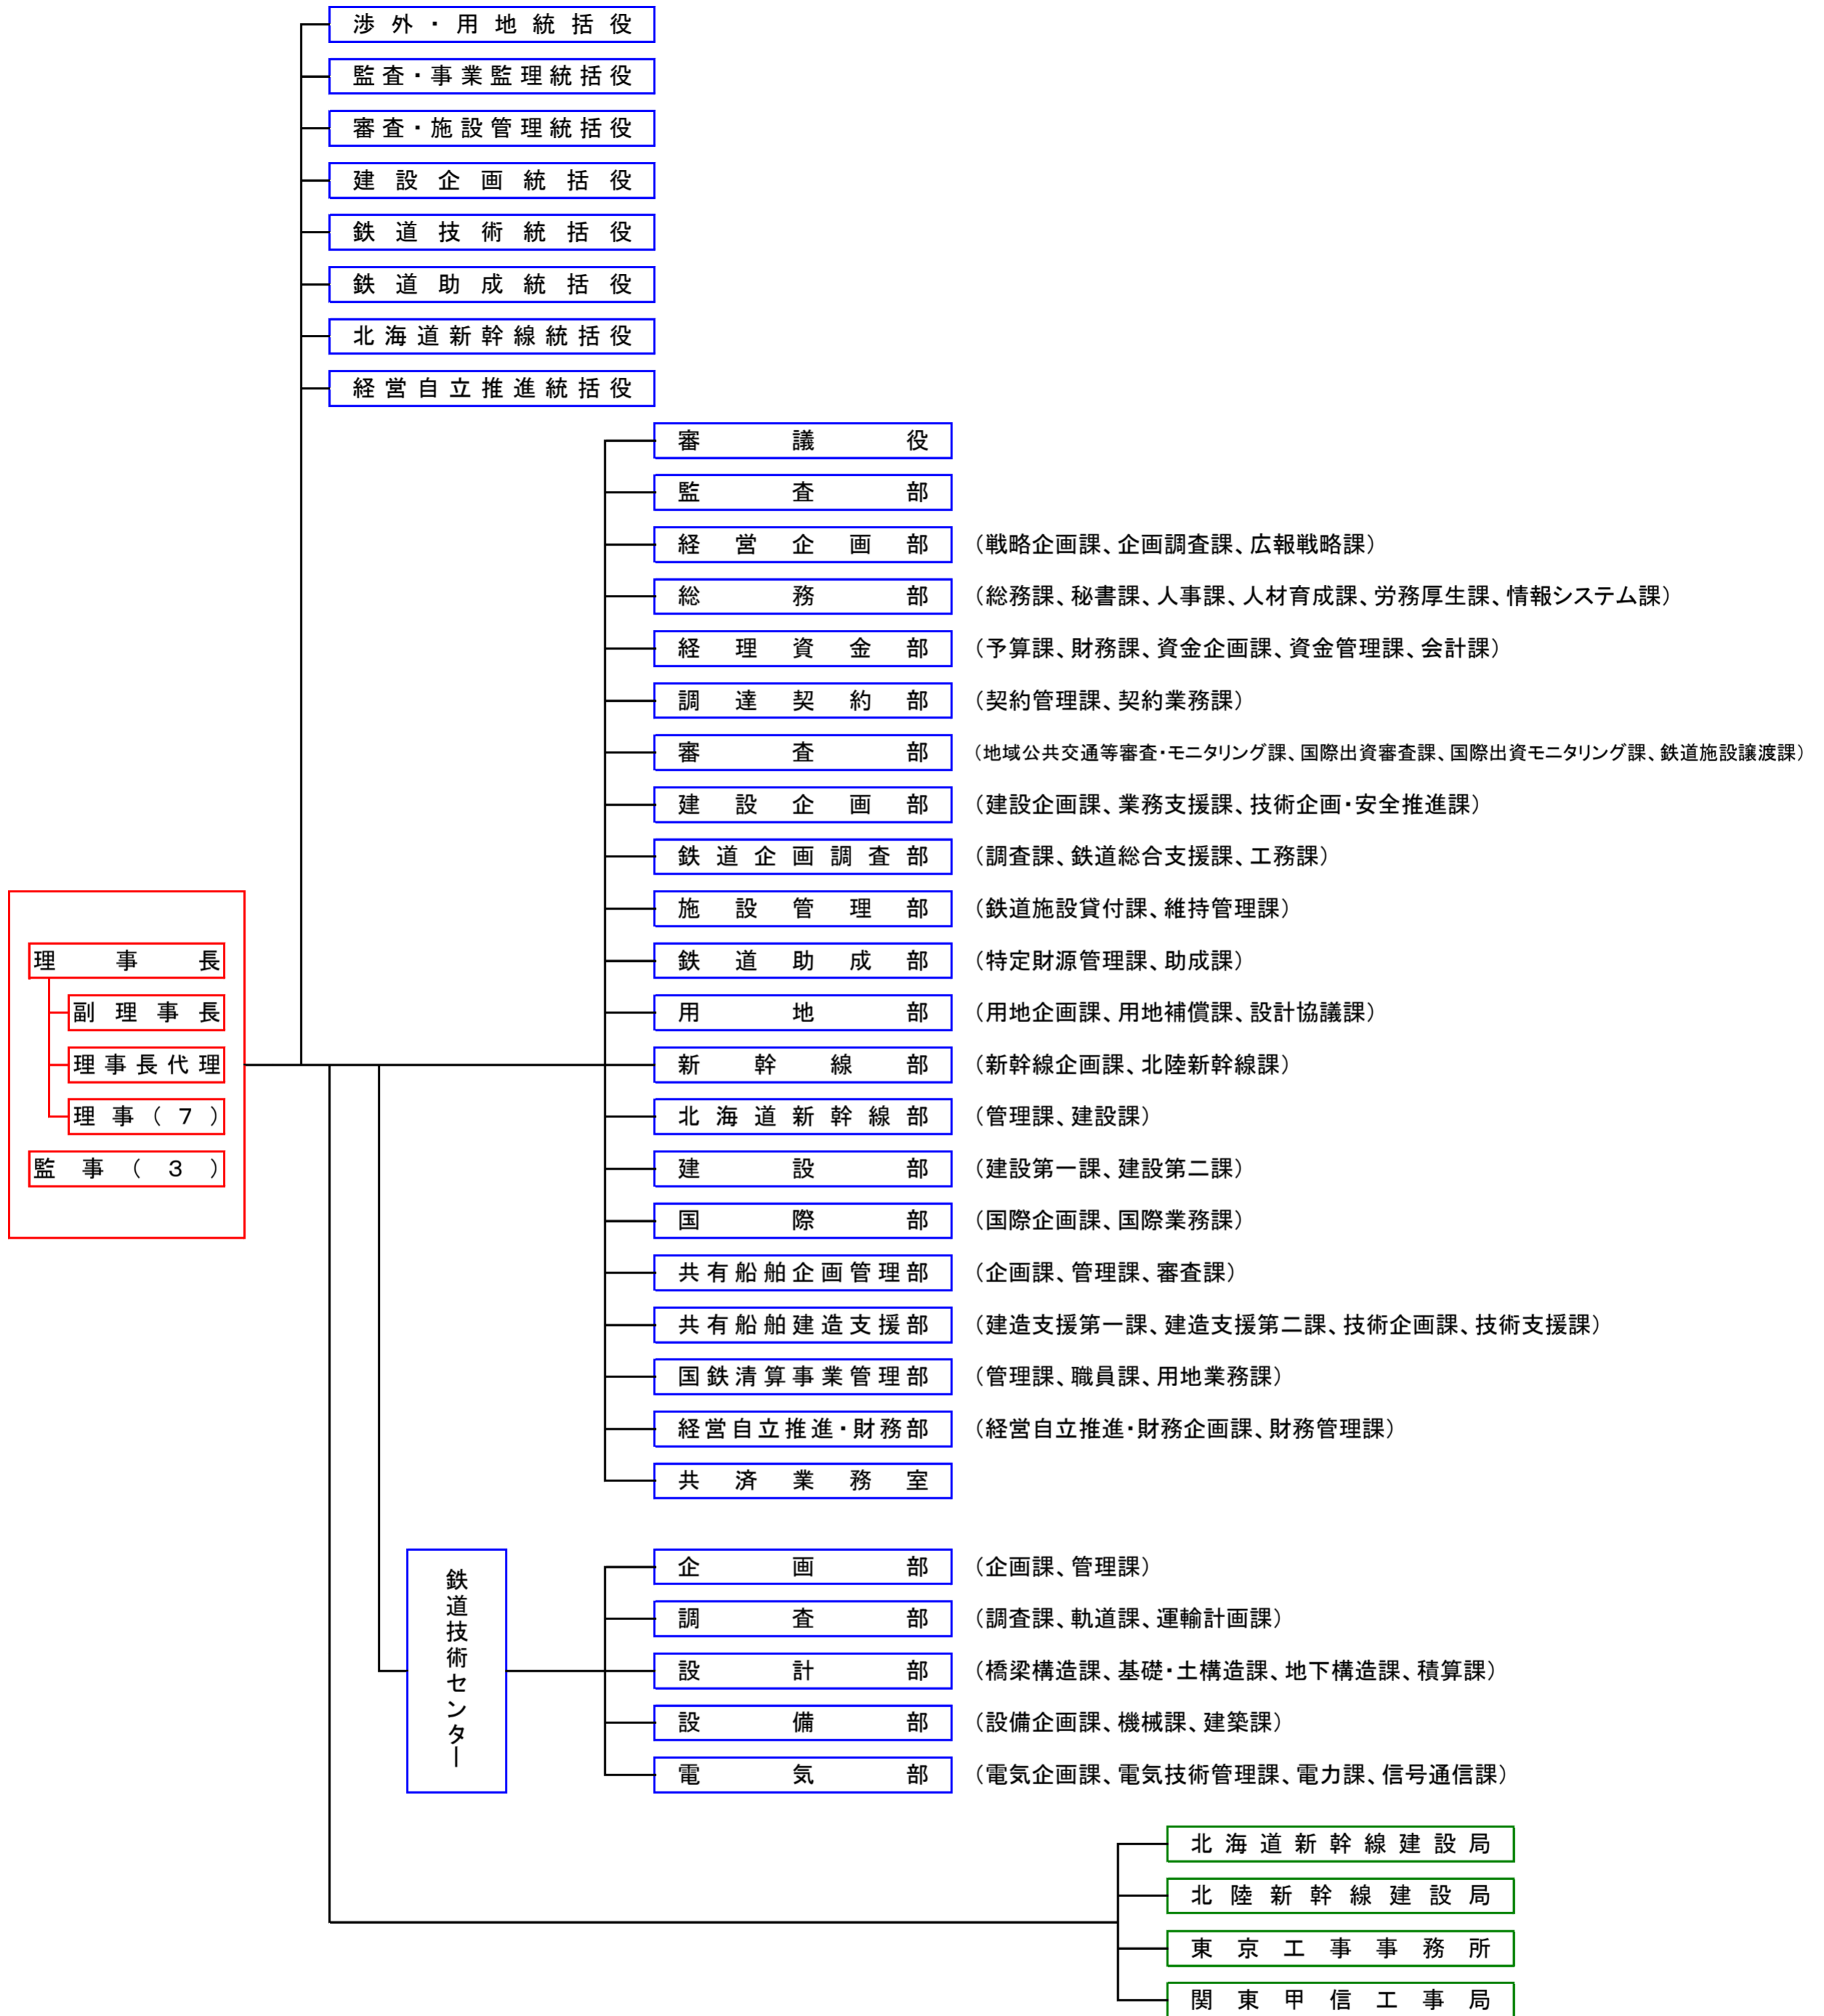 渉外・用地統括役
監査・事業監理統括役
審査・施設管理統括役
建設企画統括役
鉄道技術統括役
鉄道助成統括役
北海道新幹線統括役
経営自立推進統括役
審議役
監査部
経営企画部 （戦略企画課、企画調査課、広報戦略課）
総務部 （総務課、秘書課、人事課、人材育成課、労務厚生課、情報システム課）
経理資金部 （予算課、財務課、資金企画課、資金管理課、会計課）
調達契約部 （契約管理課、契約業務課）
審査部 （地域公共交通等審査・モニタリング課、国際出資審査課、国際出資モニタリング課、鉄道施設譲渡課）
建設企画部 （建設企画課、業務支援課、技術企画・安全推進課）
鉄道企画調査部 （調査課、鉄道総合支援課、工務課）
施設管理部 （鉄道施設貸付課、維持管理課）
理事長
鉄道助成部 （特定財源管理課、助成課）
副理事長
用地部 （用地企画課、用地補償課、設計協議課）
理事長代理
新幹線部 （新幹線企画課、北陸新幹線課）
理事（７）
北海道新幹線部 （管理課、建設課）
監事（３）
建設部 （建設第一課、建設第二課）
国際部 （国際企画課、国際業務課）
共有船舶企画管理部 （企画課、管理課、審査課）
共有船舶建造支援部 （建造支援第一課、建造支援第二課、技術企画課、技術支援課）
国鉄清算事業管理部 （管理課、職員課、用地業務課）
経営自立推進・財務部 （経営自立推進・財務企画課、財務管理課）
共済業務室
鉄道技術センター
企画部 （企画課、管理課）
調査部 （調査課、軌道課、運輸計画課）
設計部 （橋梁構造課、基礎・土構造課、地下構造課、積算課）
設備部 （設備企画課、機械課、建築課）
電気部 （電気企画課、電気技術管理課、電力課、信号通信課）
北海道新幹線建設局
北陸新幹線建設局
東京工事事務所
関東甲信工事局